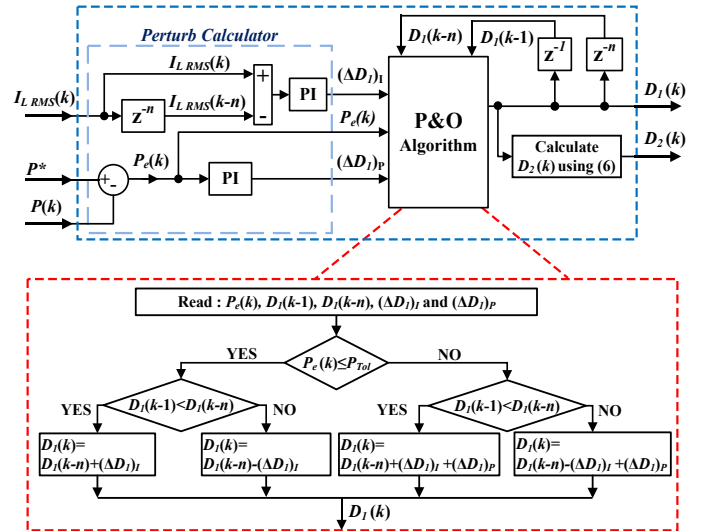 Perturb Calculator
D1(k-n)
D1(k-1)
z-1
z-n
IL RMS(k)
IL RMS(k)
z-n
IL RMS(k-n)
+
-
PI
(ΔD1)I
Pe(k)
P*
P(k)
+
-
Pe(k)
PI
(ΔD1)P
P&O
Algorithm
D1(k)
Calculate
D2(k) using (6)
D2(k)
Read : Pe(k), D1(k-1), D1(k-n), (ΔD1)I and (ΔD1)P
YES
Pe(k)≤PTol
NO
YES
D1(k-1)<D1(k-n)
NO
YES
D1(k-1)<D1(k-n)
NO
D1(k)=
D1(k-n)+(ΔD1)I
D1(k)=
D1(k-n)-(ΔD1)I
D1(k)=
D1(k-n)+(ΔD1)I+(ΔD1)P
D1(k)=
D1(k-n)-(ΔD1)I+(ΔD1)P
D1(k)